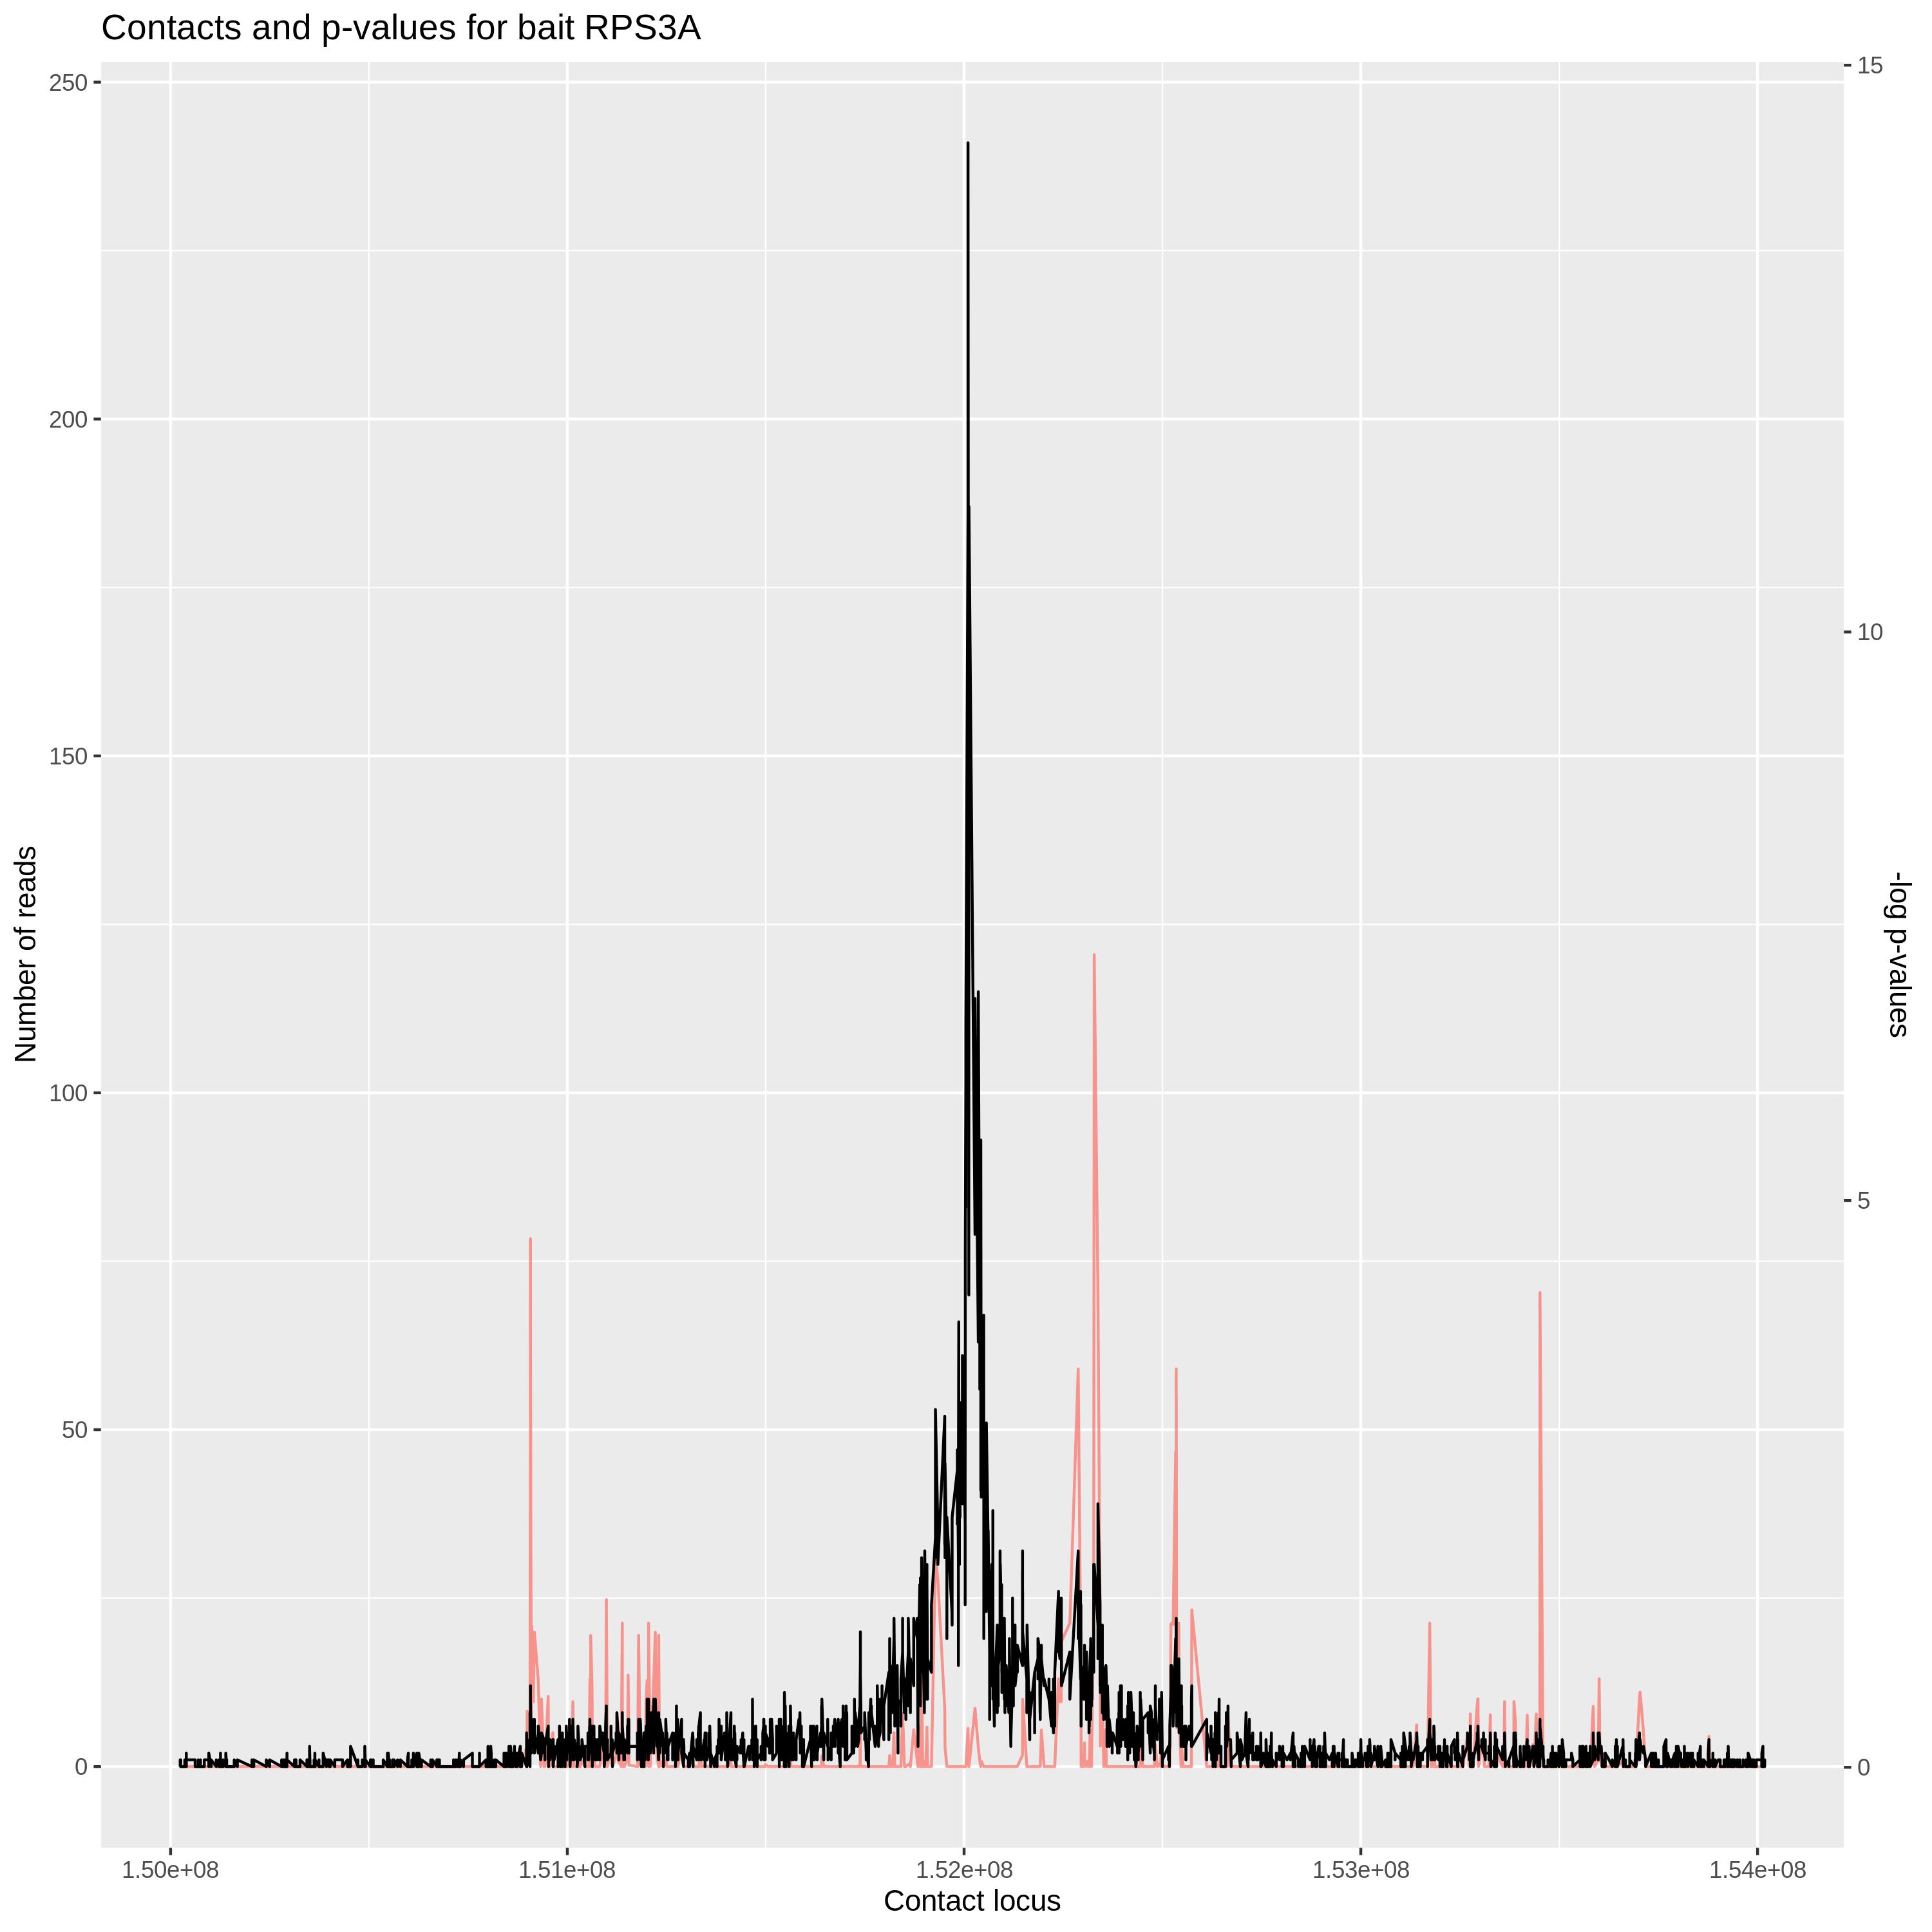 Contacts and p-values for bait RPS3A
250
200
150
100
50
0
Number of reads
15
10
5
0
-log p-values
1.50e+08
1.51e+08
1.52e+08
1.53e+08
1.54e+08
Contact locus